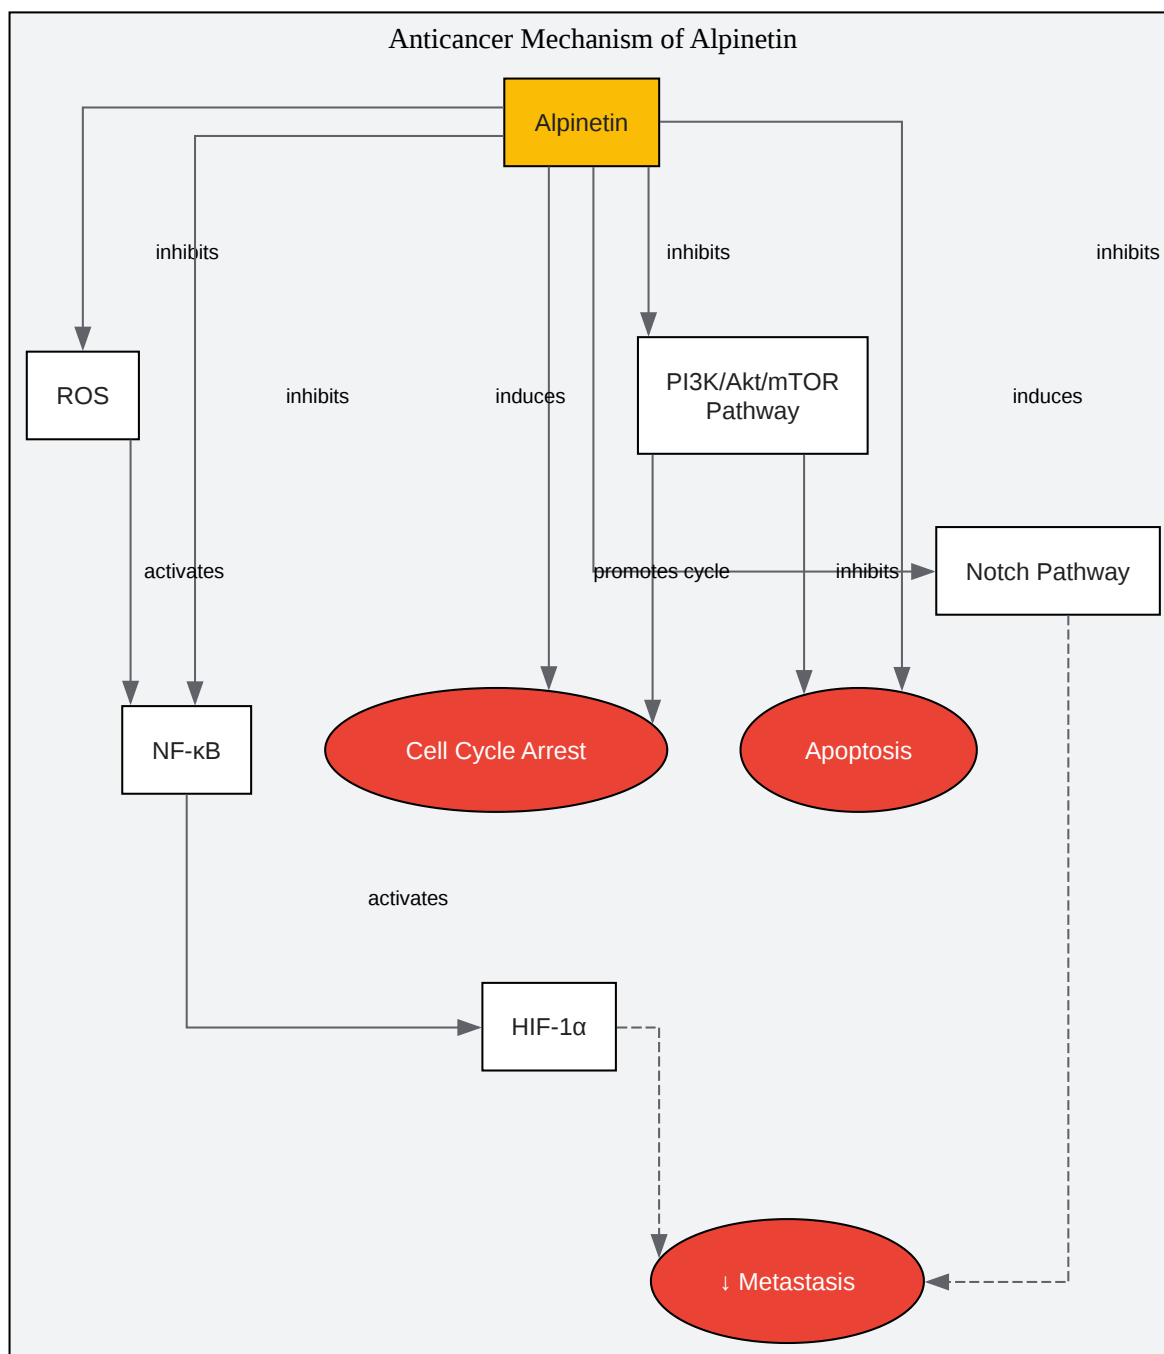 Anticancer Mechanism of Alpinetin
Alpinetin
inhibits
inhibits
inhibits
ROS
inhibits
induces
PI3K/Akt/mTOR
Pathway
induces
activates
promotes cycle
inhibits
Notch Pathway
NF-κB
Cell Cycle Arrest
Apoptosis
activates
HIF-1α
↓ Metastasis